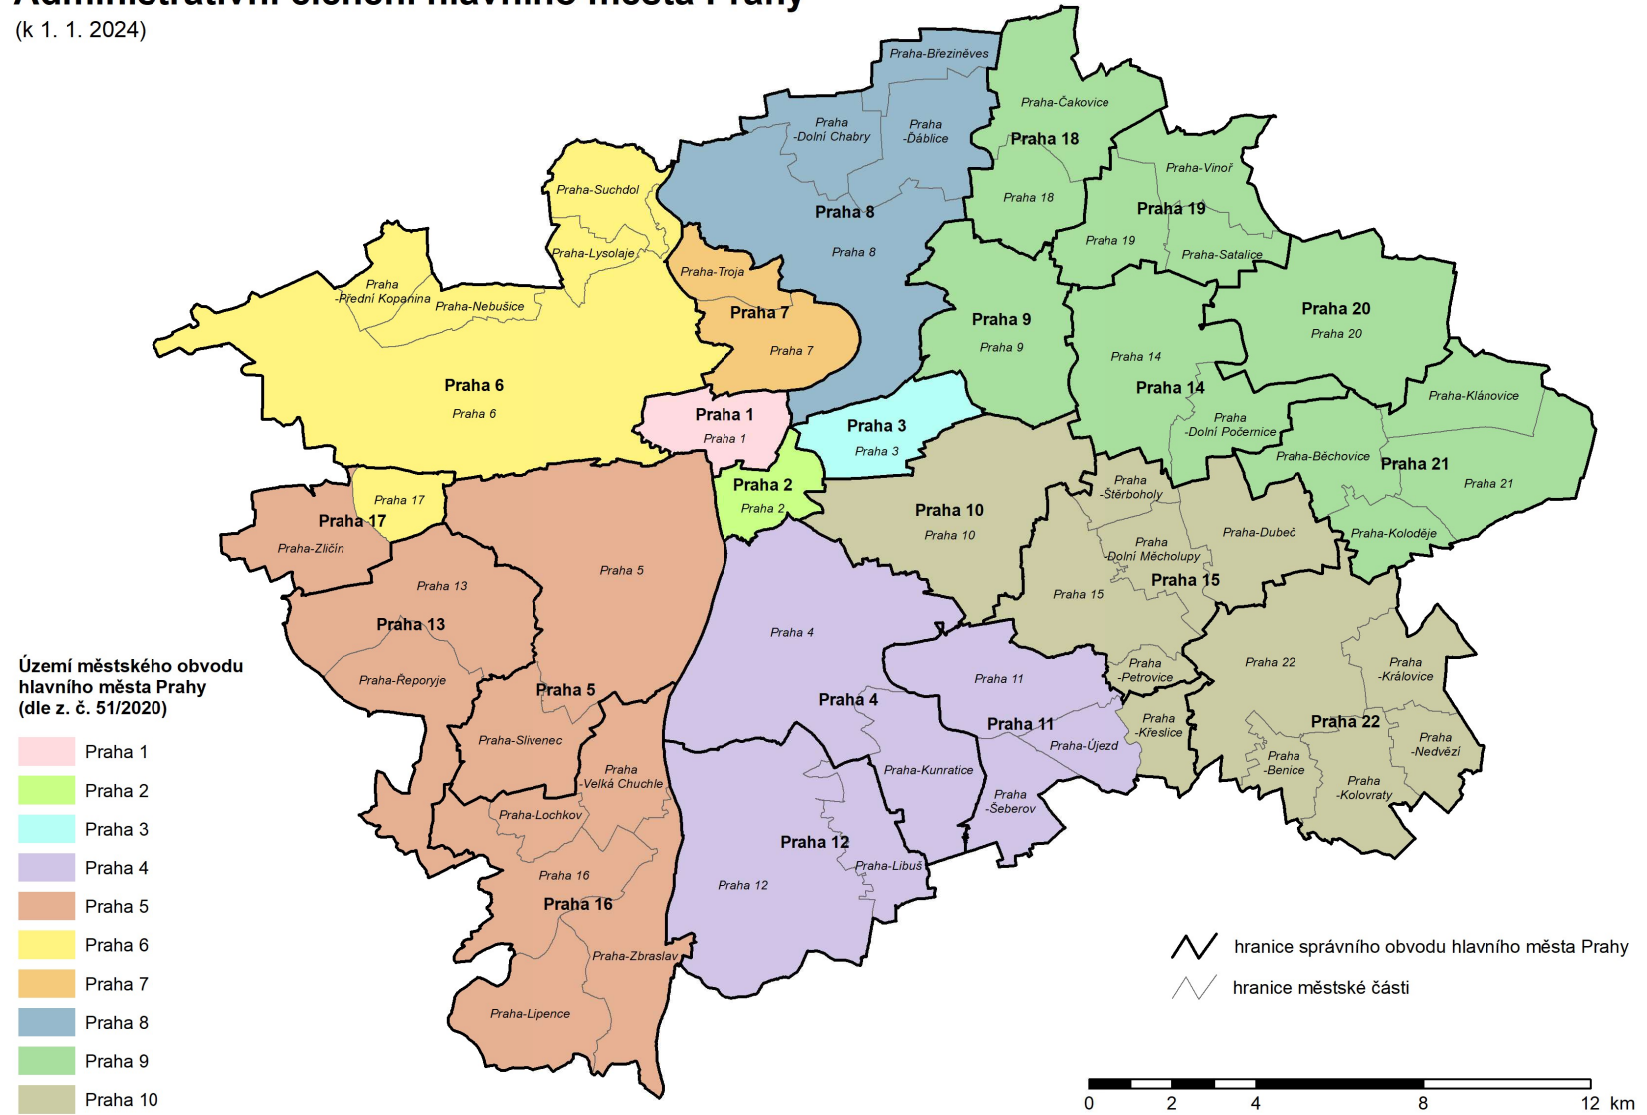 Administrativní členění hlavního města Prahy
(k 1. 1. 2024)
Praha-Březiněves
Praha-Čakovice
Praha
-Dolní Chabry
Praha
-Ďáblice
Praha 18
Praha-Vinoř
Praha-Suchdol
Praha 18
Praha 8
Praha 19
Praha 19
Praha-Satalice
Praha 8
Praha-Lysolaje
Praha-Troja
Praha
-Přední Kopanina
Praha-Nebušice
Praha 7
Praha 7
Praha 9
Praha 9
Praha 20
Praha 20
Praha 14
Praha 14
Praha 6
Praha 6
Praha-Klánovice
Praha 1
Praha 1
Praha 3
Praha 3
Praha
-Dolní Počernice
Praha-Běchovice
Praha 21
Praha 21
Praha 2
Praha 2
Praha
-Štěrboholy
Praha 17
Praha 17
Praha-Zličín
Praha 10
Praha 10
Praha-Dubeč
Praha-Koloděje
Praha
-Dolní Měcholupy
Praha 15
Praha 15
Praha 5
Praha 13
Praha 13
Praha-Řeporyje
Praha 4
Praha 22
Praha
-Královice
Praha
-Petrovice
Praha 11
Praha 5
Praha 4
Praha 11
Praha-Újezd
Praha
-Křeslice
Praha 22
Praha
-Nedvězí
Praha-Slivenec
Praha
-Velká Chuchle
Praha-Kunratice
Praha
-Benice
Praha
-Kolovraty
Praha
-Šeberov
Praha-Lochkov
Praha 12
Praha-Libuš
Praha 12
Praha 16
Praha 16
Praha-Zbraslav
Praha-Lipence
Území městského obvodu
hlavního města Prahy
(dle z. č. 51/2020)
Praha 1
Praha 2
Praha 3
Praha 4
Praha 5
Praha 6
Praha 7
Praha 8
Praha 9
Praha 10
hranice správního obvodu hlavního města Prahy
hranice městské části
0 2 4 8 12 km